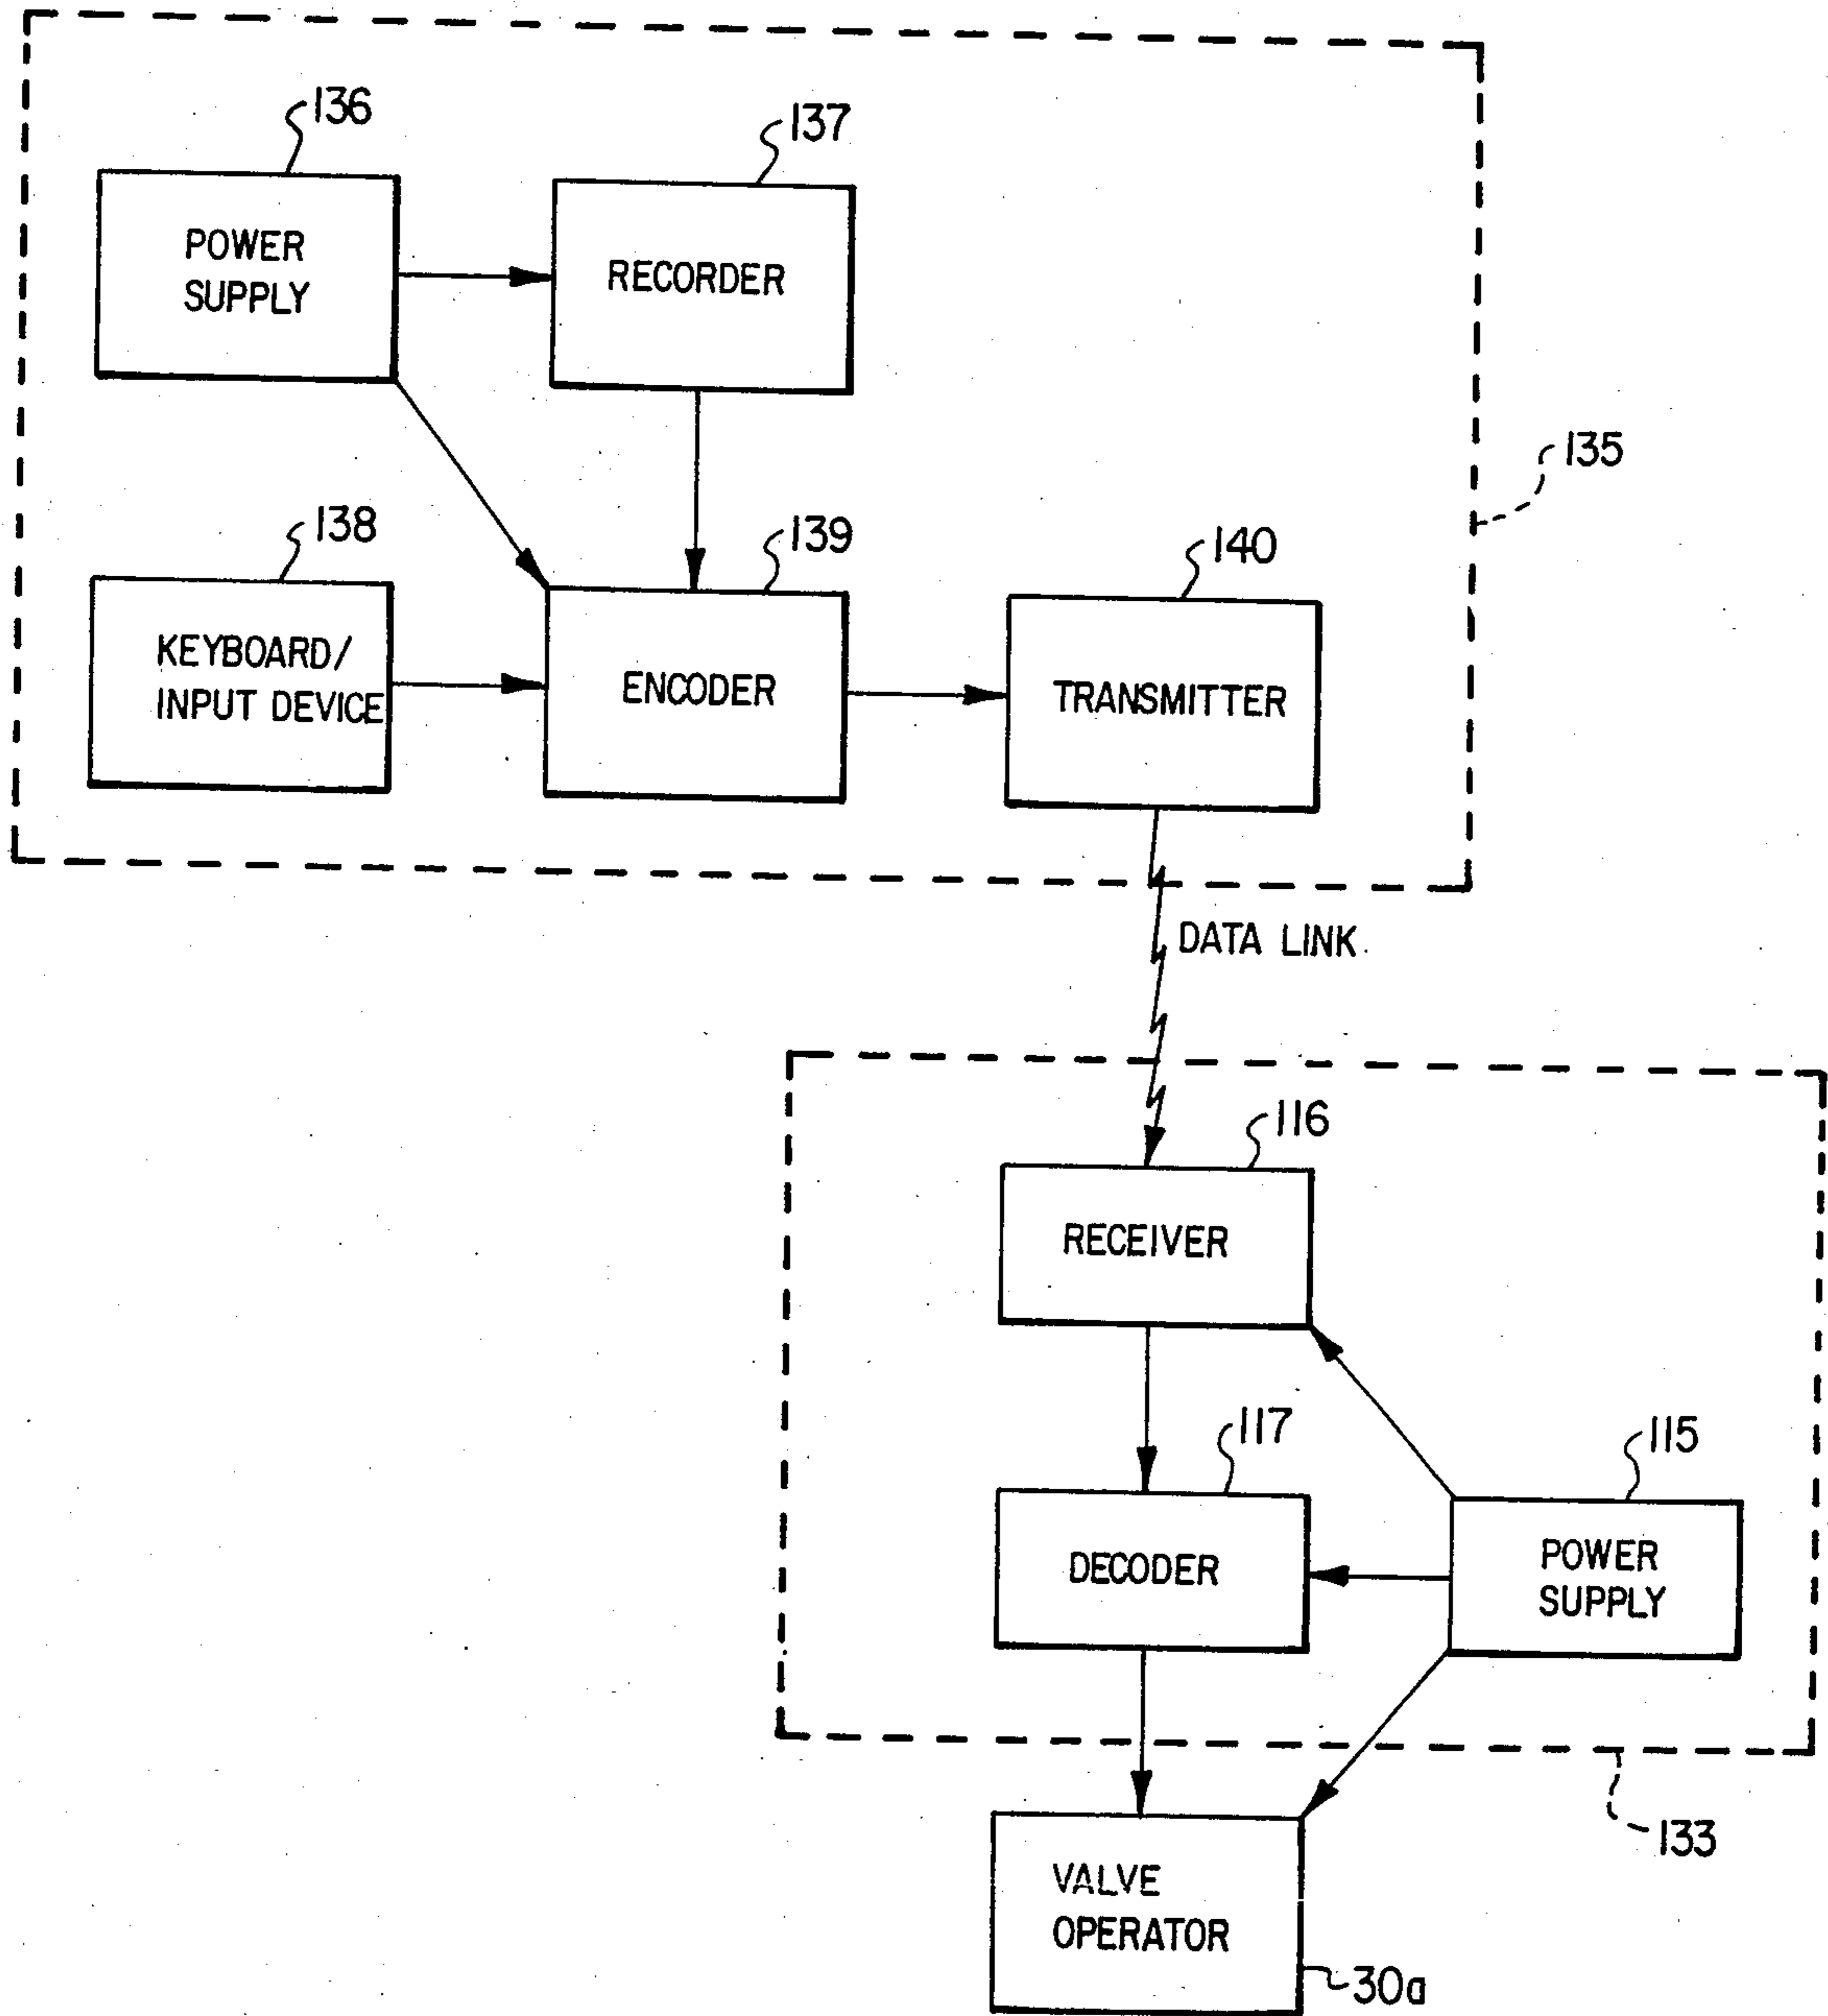 136
137
POWER
SUPPLY
RECORDER
135
138
139
140
KEYBOARD/
INPUT DEVICE
ENCODER
TRANSMITTER
DATA LINK
116
RECEIVER
117
115
DECODER
POWER
SUPPLY
133
VALVE
OPERATOR
30a